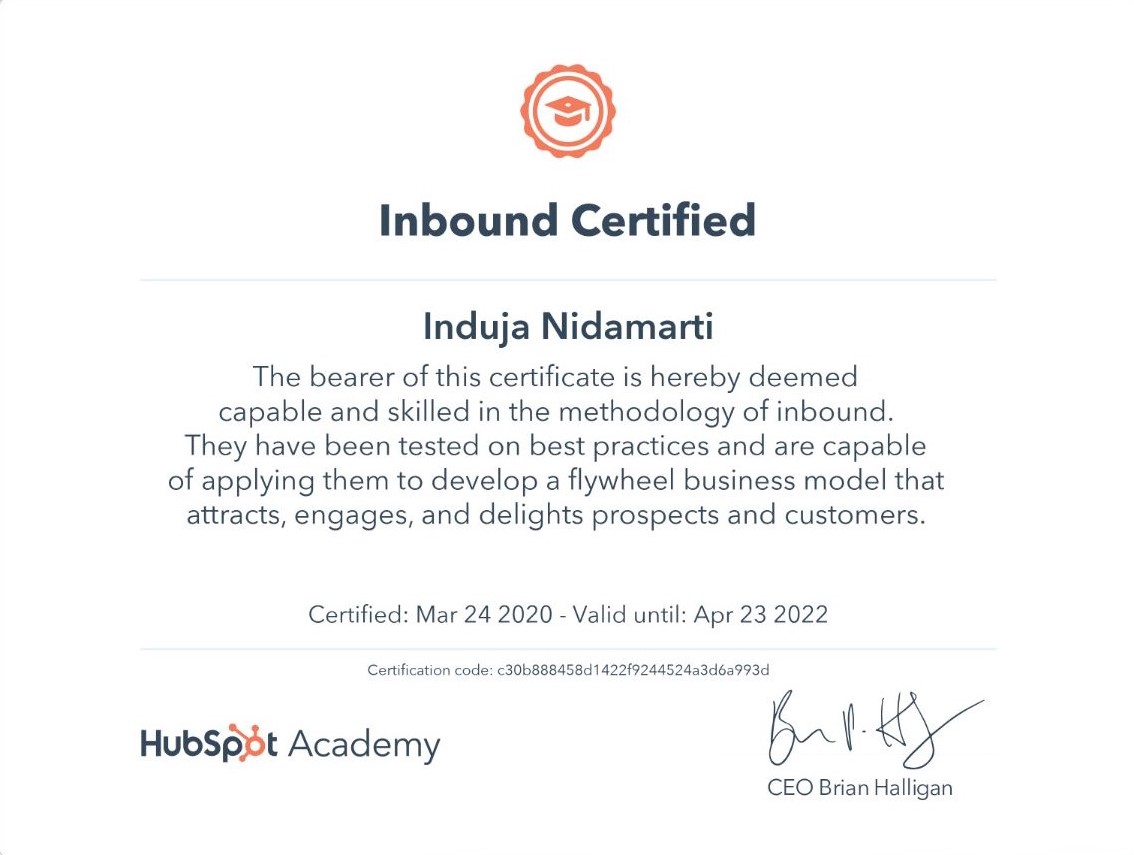 Inbound Certified
Induja Nidamarti
The bearer of this certificate is hereby deemed
capable and skilled in the methodology of inbound.
They have been tested on best practices and are capable
of applying them to develop a flywheel business model that
attracts, engages, and delights prospects and customers.
Certified: Mar 24 2020 - Valid until: Apr 23 2022
Certification code: c30b888458d1422f9244524a3d6a993d
HubSpot Academy
CEO Brian Halligan